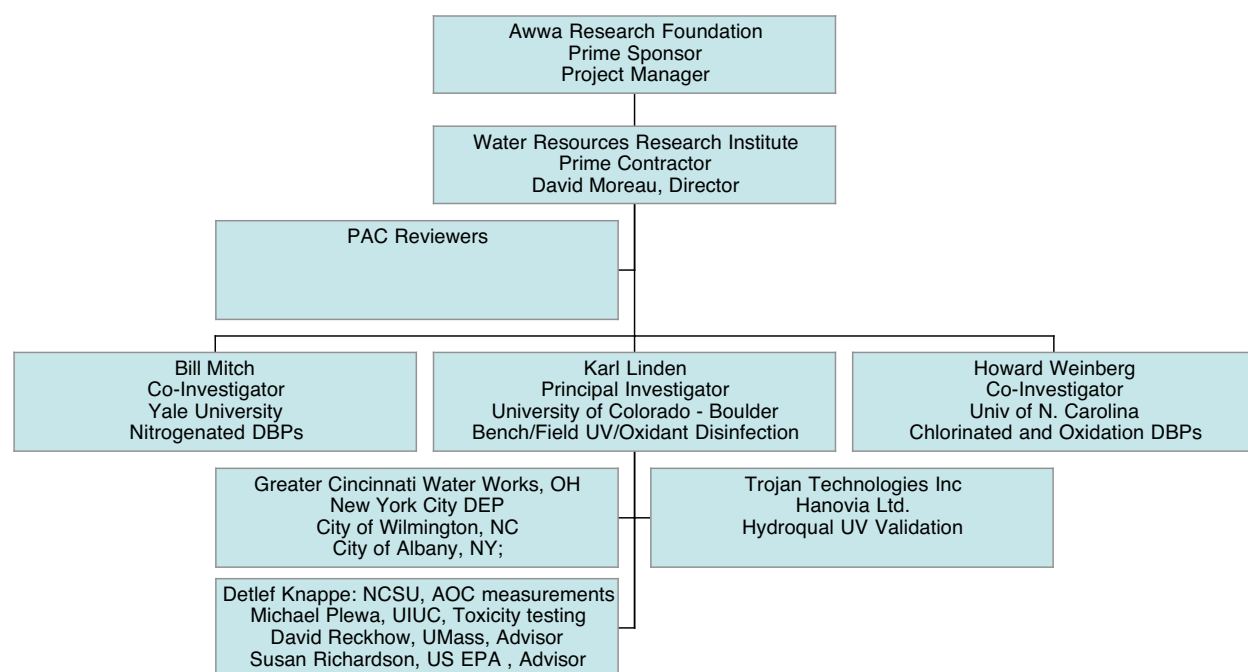 Awwa Research Foundation
Prime Sponsor
Project Manager
Water Resources Research Institute
Prime Contractor
David Moreau, Director
PAC Reviewers
Bill Mitch
Co-Investigator
Yale University
Nitrogenated DBPs
Karl Linden
Principal Investigator
University of Colorado - Boulder
Bench/Field UV/Oxidant Disinfection
Howard Weinberg
Co-Investigator
Univ of N. Carolina
Chlorinated and Oxidation DBPs
Greater Cincinnati Water Works, OH
New York City DEP
City of Wilmington, NC
City of Albany, NY;
Trojan Technologies Inc
Hanovia Ltd.
Hydroqual UV Validation
Detlef Knappe: NCSU, AOC measurements
Michael Plewa, UIUC, Toxicity testing
David Reckhow, UMass, Advisor
Susan Richardson, US EPA , Advisor